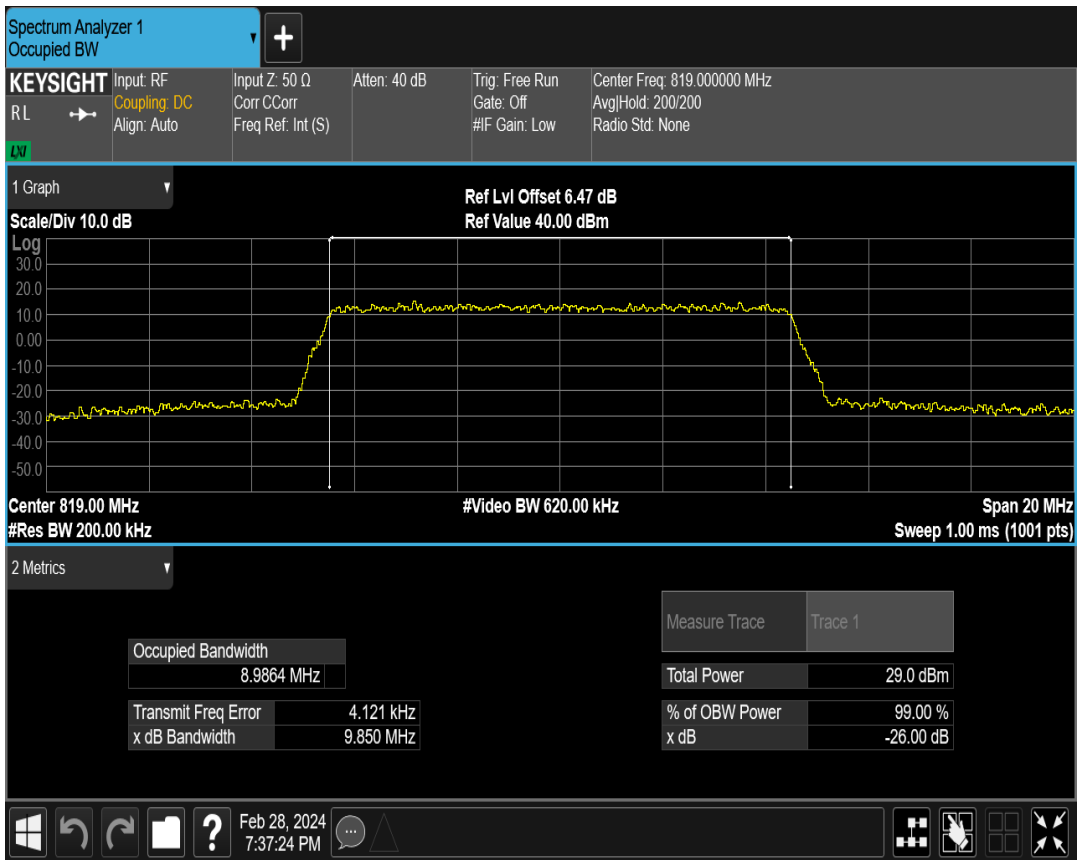 Spectrum Analyzer 1
Occupied BW
+
KEYSIGHT
RL
LXI
Input: RF
Coupling: DC
Align: Auto
Input Z: 50 Ω
Corr CCorr
Freq Ref: Int (S)
Atten: 40 dB
Trig: Free Run
Gate: Off
#IF Gain: Low
Center Freq: 819.000000 MHz
Avg|Hold: 200/200
Radio Std: None
1 Graph
Ref Lvl Offset 6.47 dB
Scale/Div 10.0 dB
Ref Value 40.00 dBm
Log
30.0
20.0
10.0
0.00
-10.0
-20.0
-30.0
-40.0
-50.0
Center 819.00 MHz
#Video BW 620.00 kHz
Span 20 MHz
#Res BW 200.00 kHz
Sweep 1.00 ms (1001 pts)
2 Metrics
Measure Trace Trace 1
Occupied Bandwidth
8.9864 MHz
Total Power 29.0 dBm
Transmit Freq Error 4.121 kHz
% of OBW Power 99.00 %
x dB Bandwidth 9.850 MHz
x dB -26.00 dB
?
Feb 28, 2024
7:37:24 PM